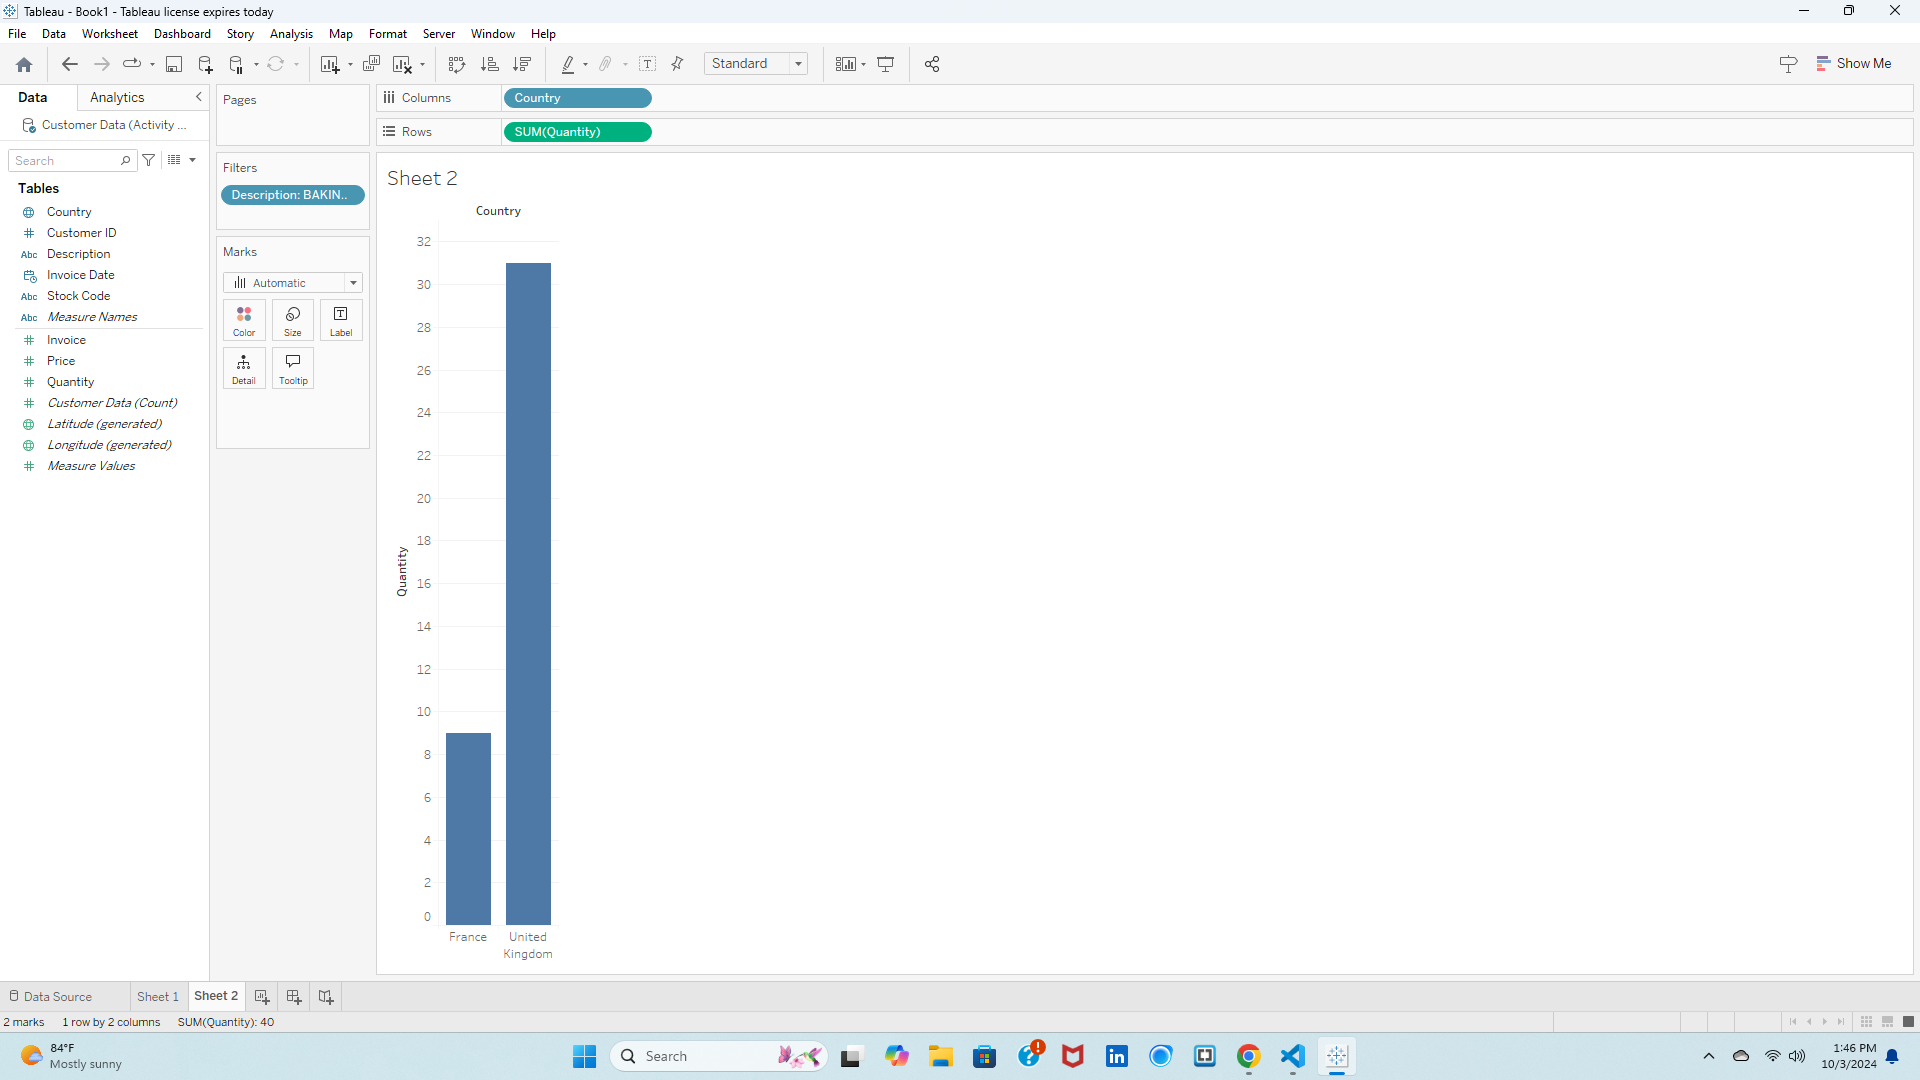 Tableau - Book1 - Tableau license expires today
File Data Worksheet Dashboard Story Analysis Map Format Server Window Help
Standard
Show Me
Data Analytics
Customer Data (Activity ...
Search
Tables
Country
Customer ID
Abc Description
Invoice Date
Abc Stock Code
Abc Measure Names
Invoice
Price
Quantity
Customer Data (Count)
Latitude (generated)
Longitude (generated)
Measure Values
Pages
Filters
Description: BAKIN..
Marks
Automatic
Color Size Label
Detail Tooltip
Columns Country
Rows SUM(Quantity)
Sheet 2
Country
32
30
28
26
24
22
20
18
16
14
12
10
8
6
4
2
0
Quantity
France United
Kingdom
Data Source Sheet 1 Sheet 2
2 marks 1 row by 2 columns SUM(Quantity): 40
84°F
Mostly sunny
Search
1:46 PM
10/3/2024